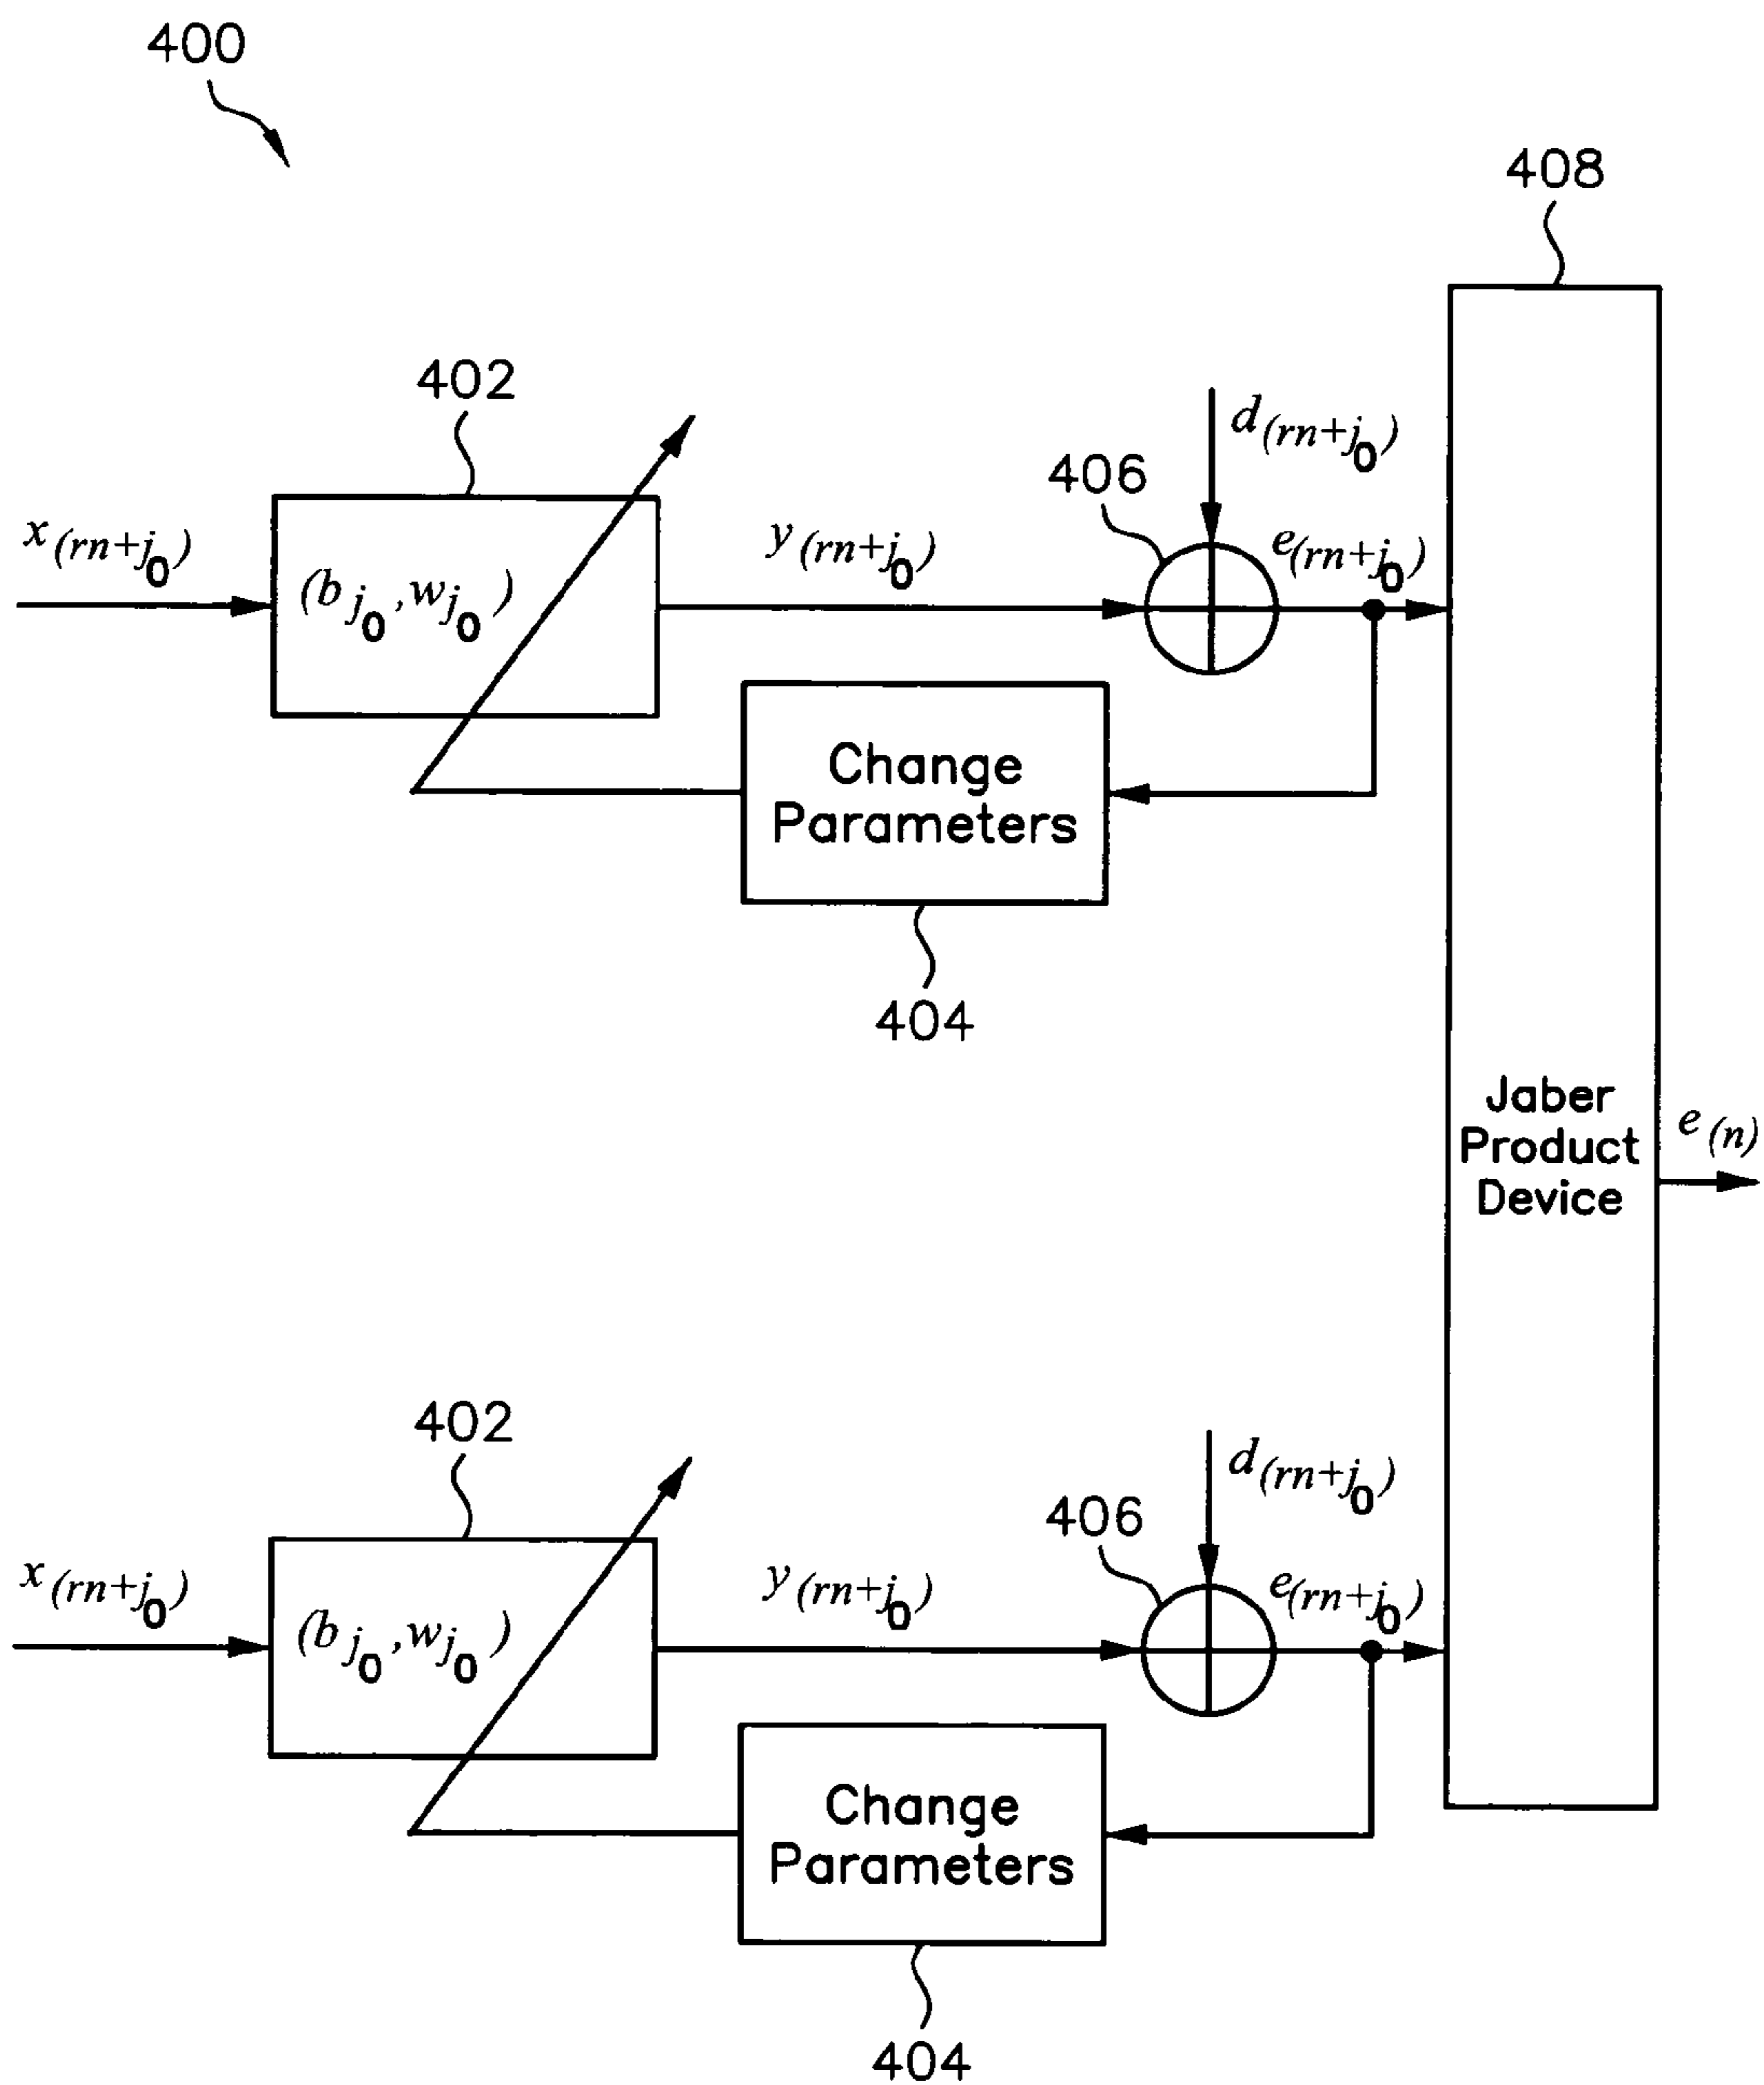 400
408
402
d(rn+j0)
406
x(rn+j0)
y(rn+j0)
e(rn+j0)
(bj0,wj0)
Change
Parameters
404
Jaber
Product
Device
e(n)
402
d(rn+j0)
406
x(rn+j0)
y(rn+j0)
e(rn+j0)
(bj0,wj0)
Change
Parameters
404